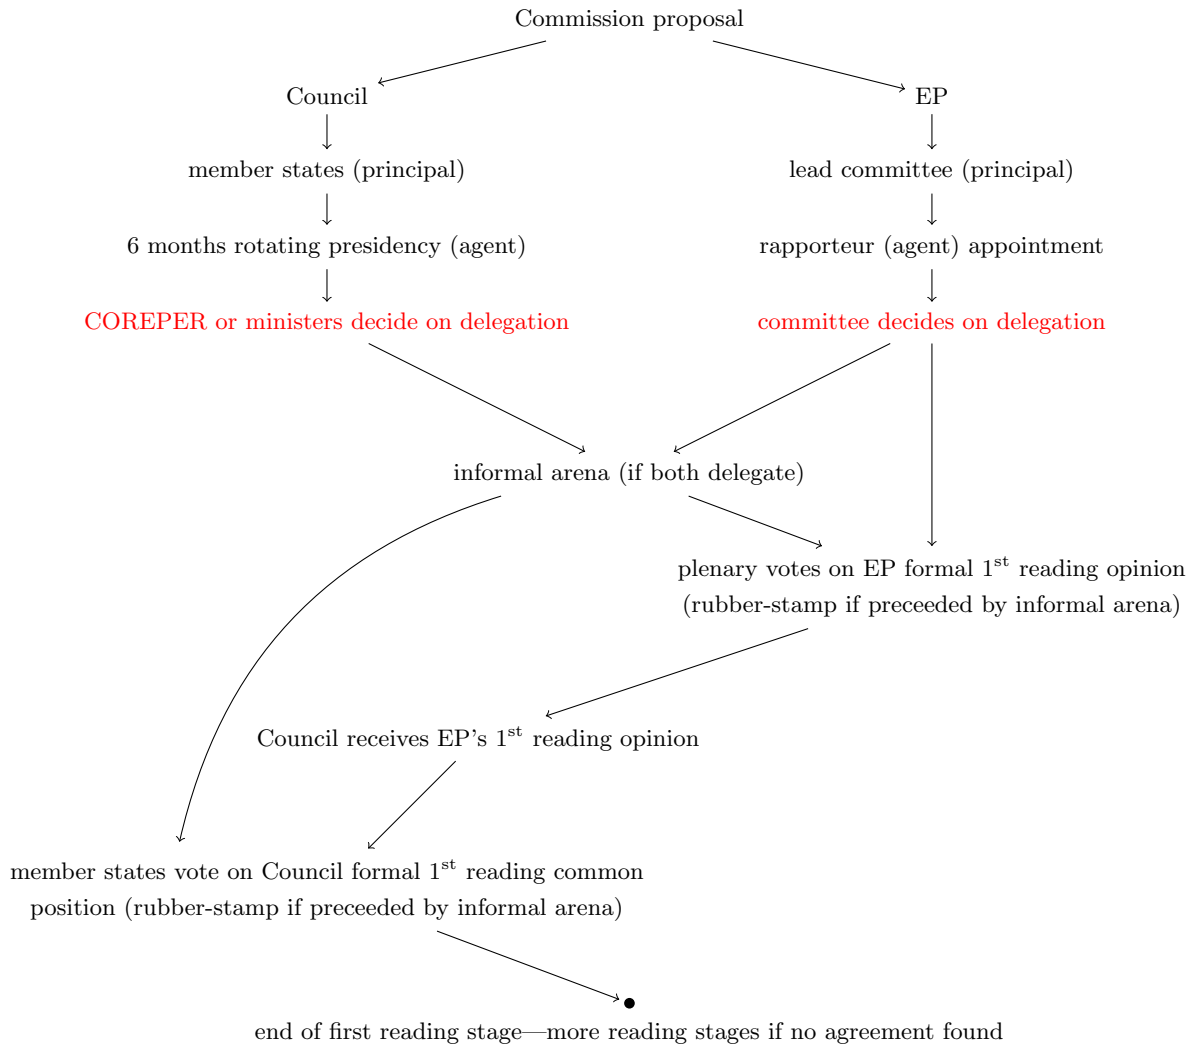 Commission proposal
Council
EP
member states (principal)
lead committee (principal)
6 months rotating presidency (agent)
rapporteur (agent) appointment
COREPER or ministers decide on delegation
committee decides on delegation
informal arena (if both delegate)
plenary votes on EP formal 1st reading opinion
(rubber-stamp if preceeded by informal arena)
Council receives EP's 1st reading opinion
member states vote on Council formal 1st reading common
position (rubber-stamp if preceeded by informal arena)
end of first reading stage—more reading stages if no agreement found